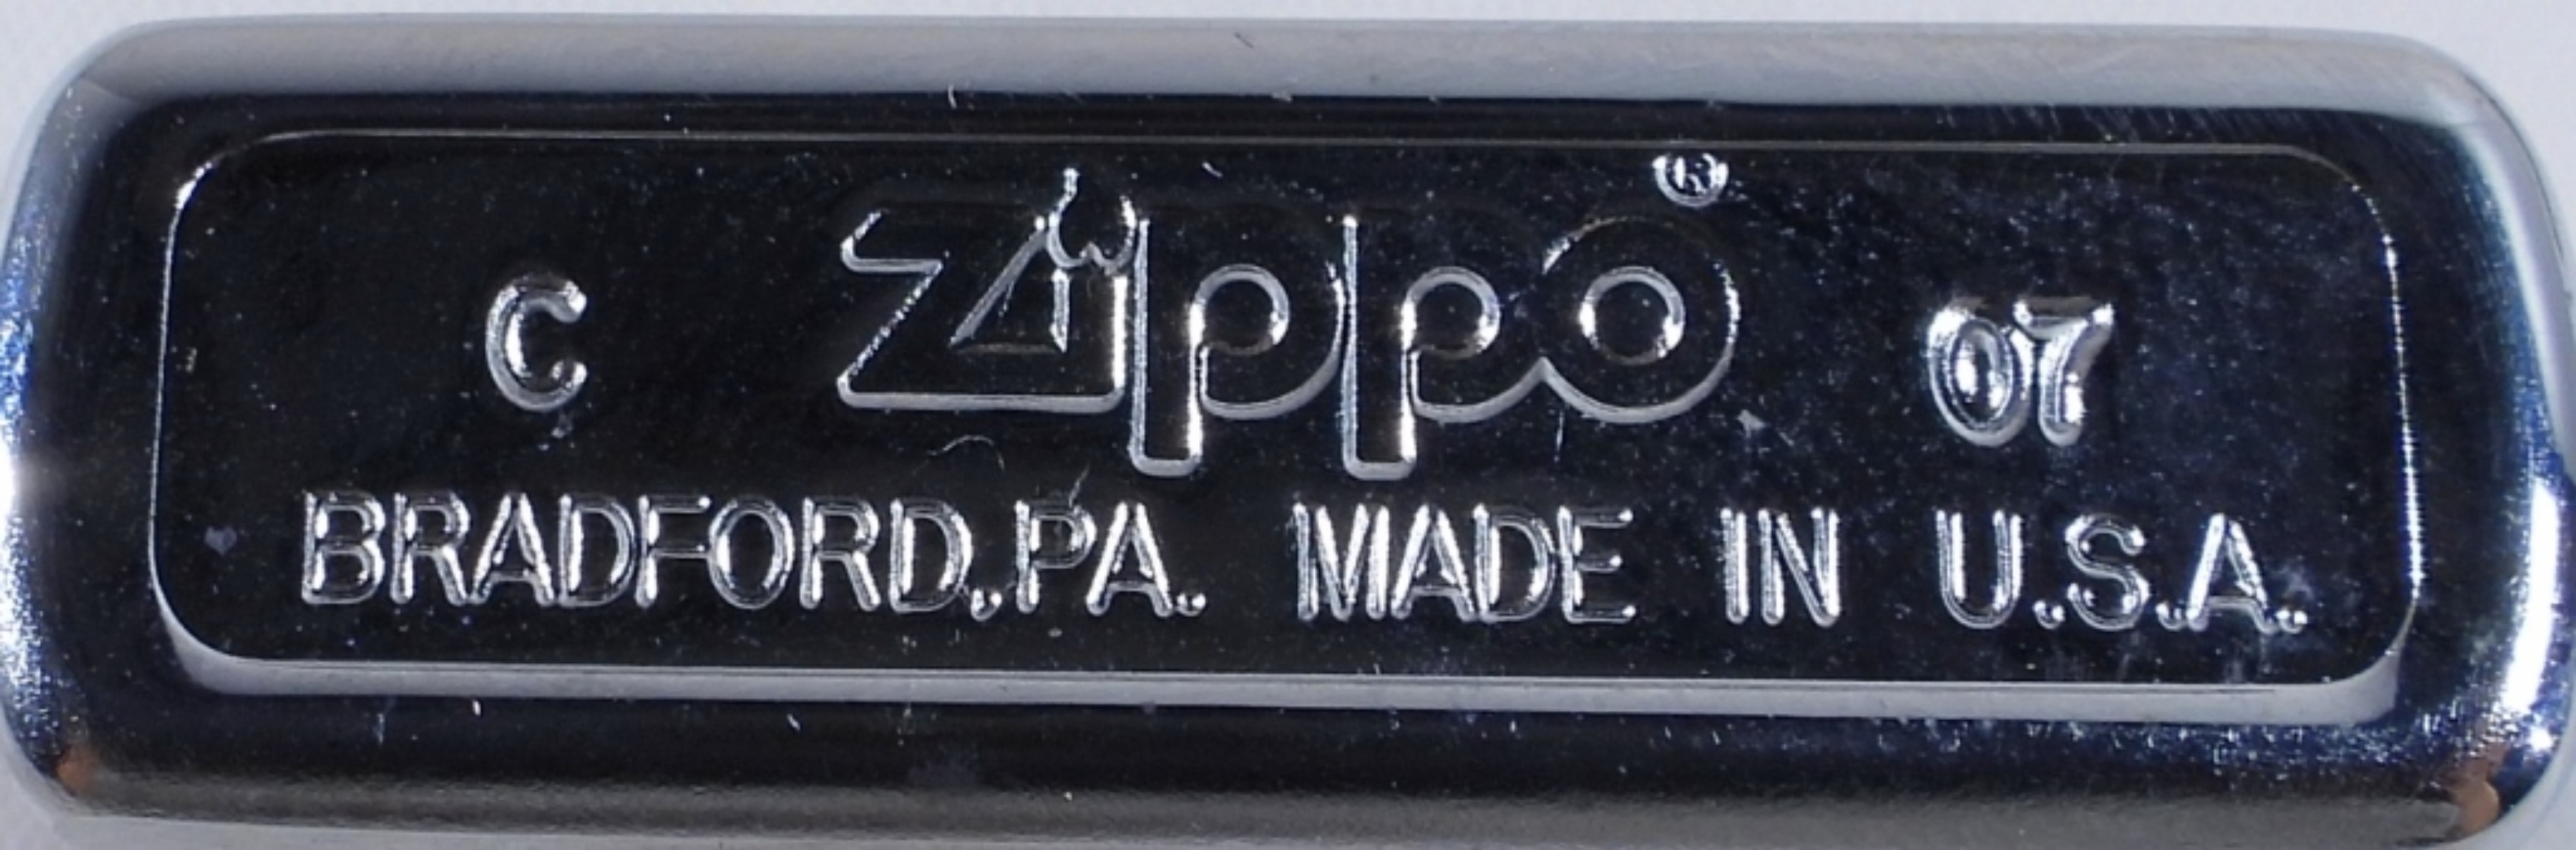 C Zippo ® 07
BRADFORD,PA. MADE IN U.S.A.